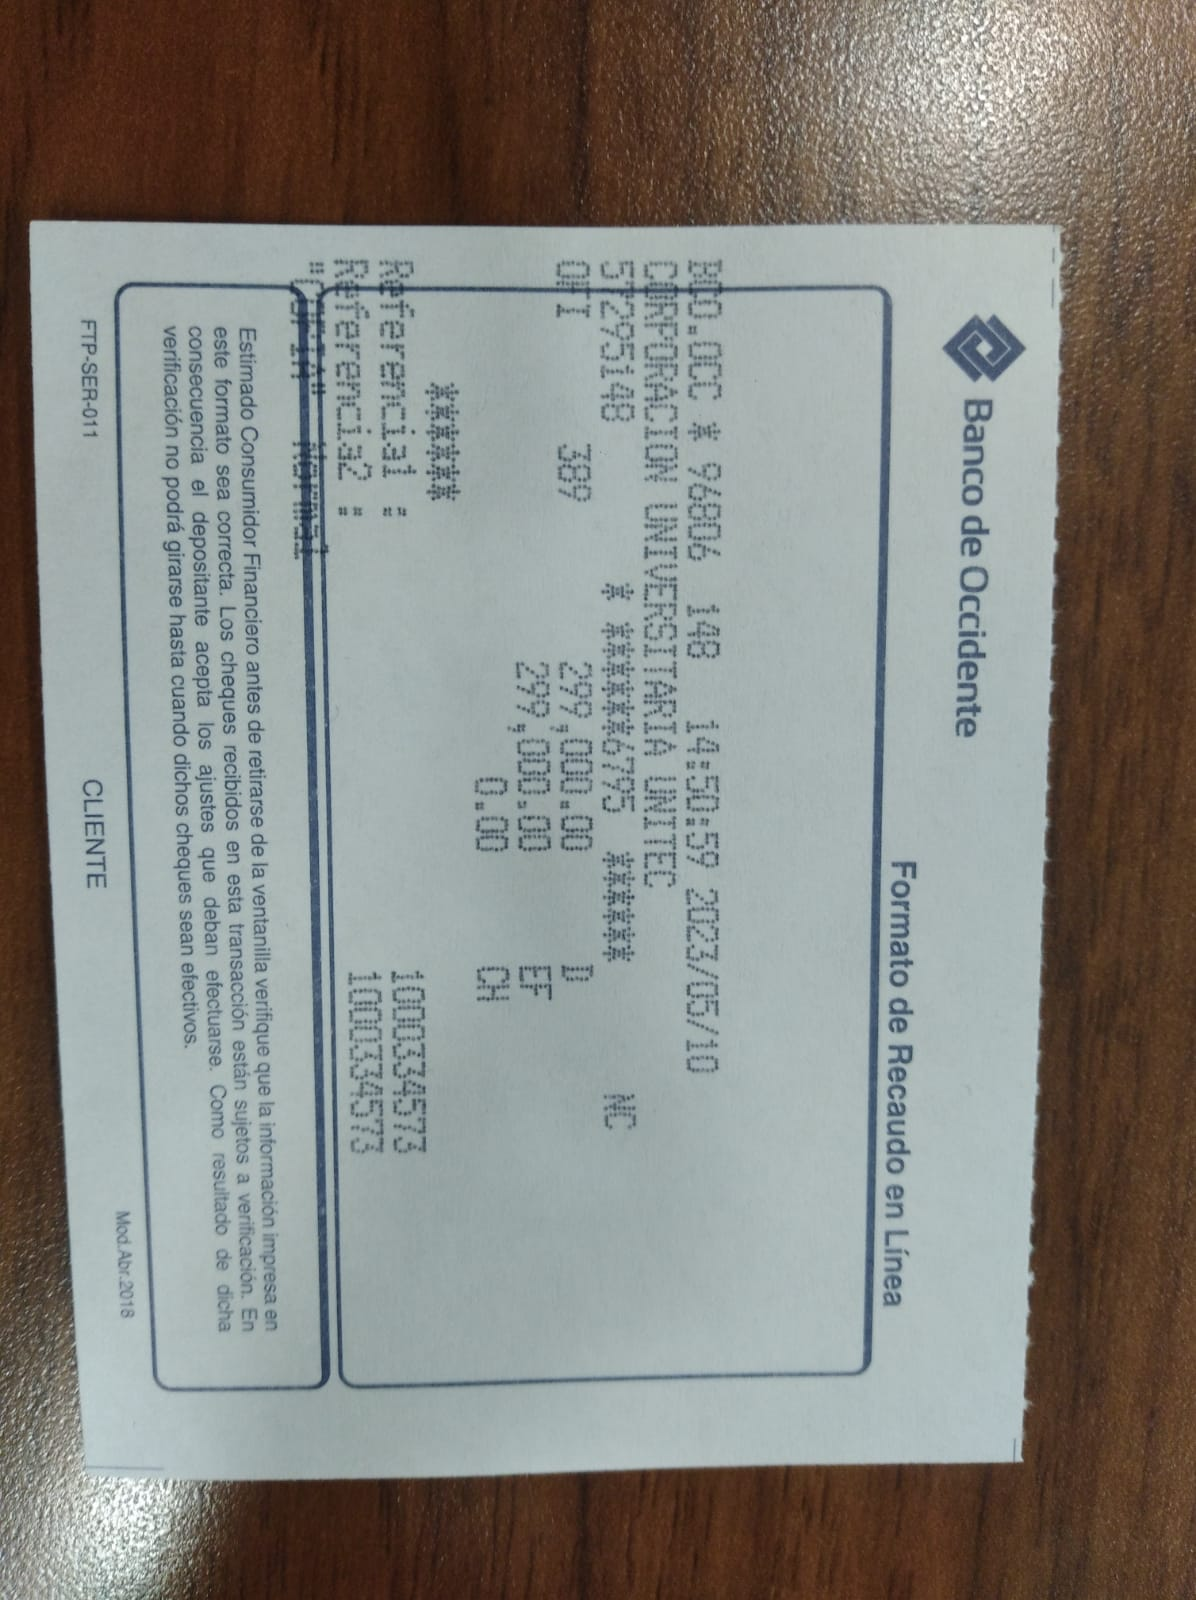 Banco de Occidente
Formato de Recaudo en Línea
BCO.OCC * 96806 148 14:50:59 2023/05/10
CORPORACION UNIVERSITARIA UNITEC
57295148 * ******6795 ****** NC
OFI 389 299,000.00 D
299,000.00 EF
0.00 CH
******
Referencia1 : 100034573
Referencia2 : 100034573
"COPIA" Normal
Estimado Consumidor Financiero antes de retirarse de la ventanilla verifique que la información impresa en
este formato sea correcta. Los cheques recibidos en esta transacción están sujetos a verificación. En
consecuencia el depositante acepta los ajustes que deban efectuarse. Como resultado de dicha
verificación no podrá girarse hasta cuando dichos cheques sean efectivos.
FTP-SER-011 CLIENTE Mod.Abr.2018